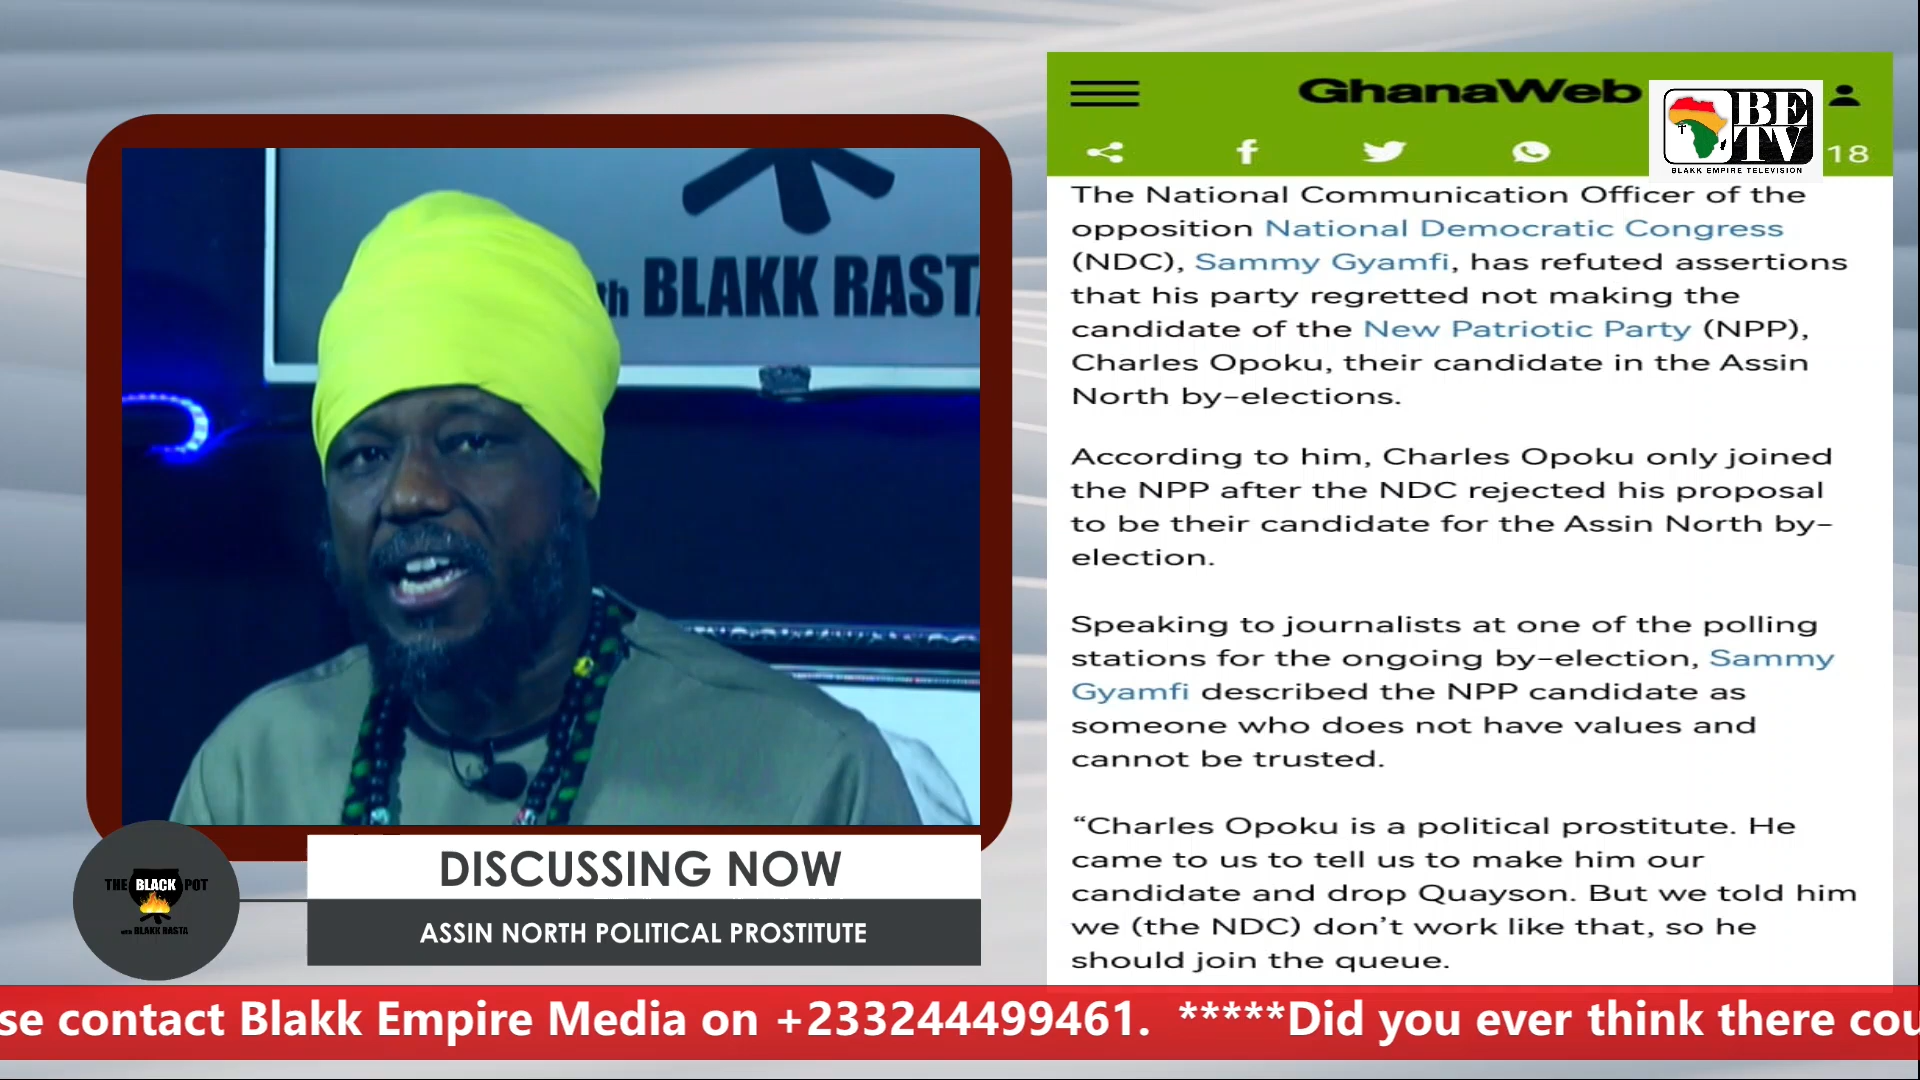 GhanaWeb
BE
TV
BLAKK EMPIRE TELEVISION
18
th BLAKK RASTA
The National Communication Officer of the
opposition National Democratic Congress
(NDC), Sammy Gyamfi, has refuted assertions
that his party regretted not making the
candidate of the New Patriotic Party (NPP),
Charles Opoku, their candidate in the Assin
North by-elections.
According to him, Charles Opoku only joined
the NPP after the NDC rejected his proposal
to be their candidate for the Assin North by-
election.
Speaking to journalists at one of the polling
stations for the ongoing by-election, Sammy
Gyamfi described the NPP candidate as
someone who does not have values and
cannot be trusted.
“Charles Opoku is a political prostitute. He
came to us to tell us to make him our
candidate and drop Quayson. But we told him
we (the NDC) don’t work like that, so he
should join the queue.
THE BLACK POT
with BLAKK RASTA
DISCUSSING NOW
ASSIN NORTH POLITICAL PROSTITUTE
se contact Blakk Empire Media on +233244499461. *****Did you ever think there cou